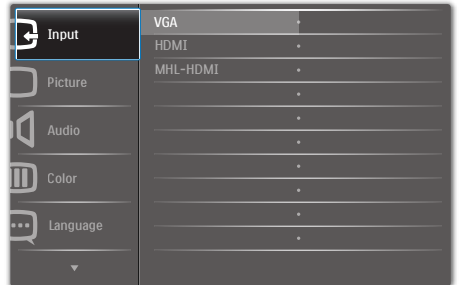 Input
Picture
Audio
Color
Language
VGA
HDMI
MHL-HDMI